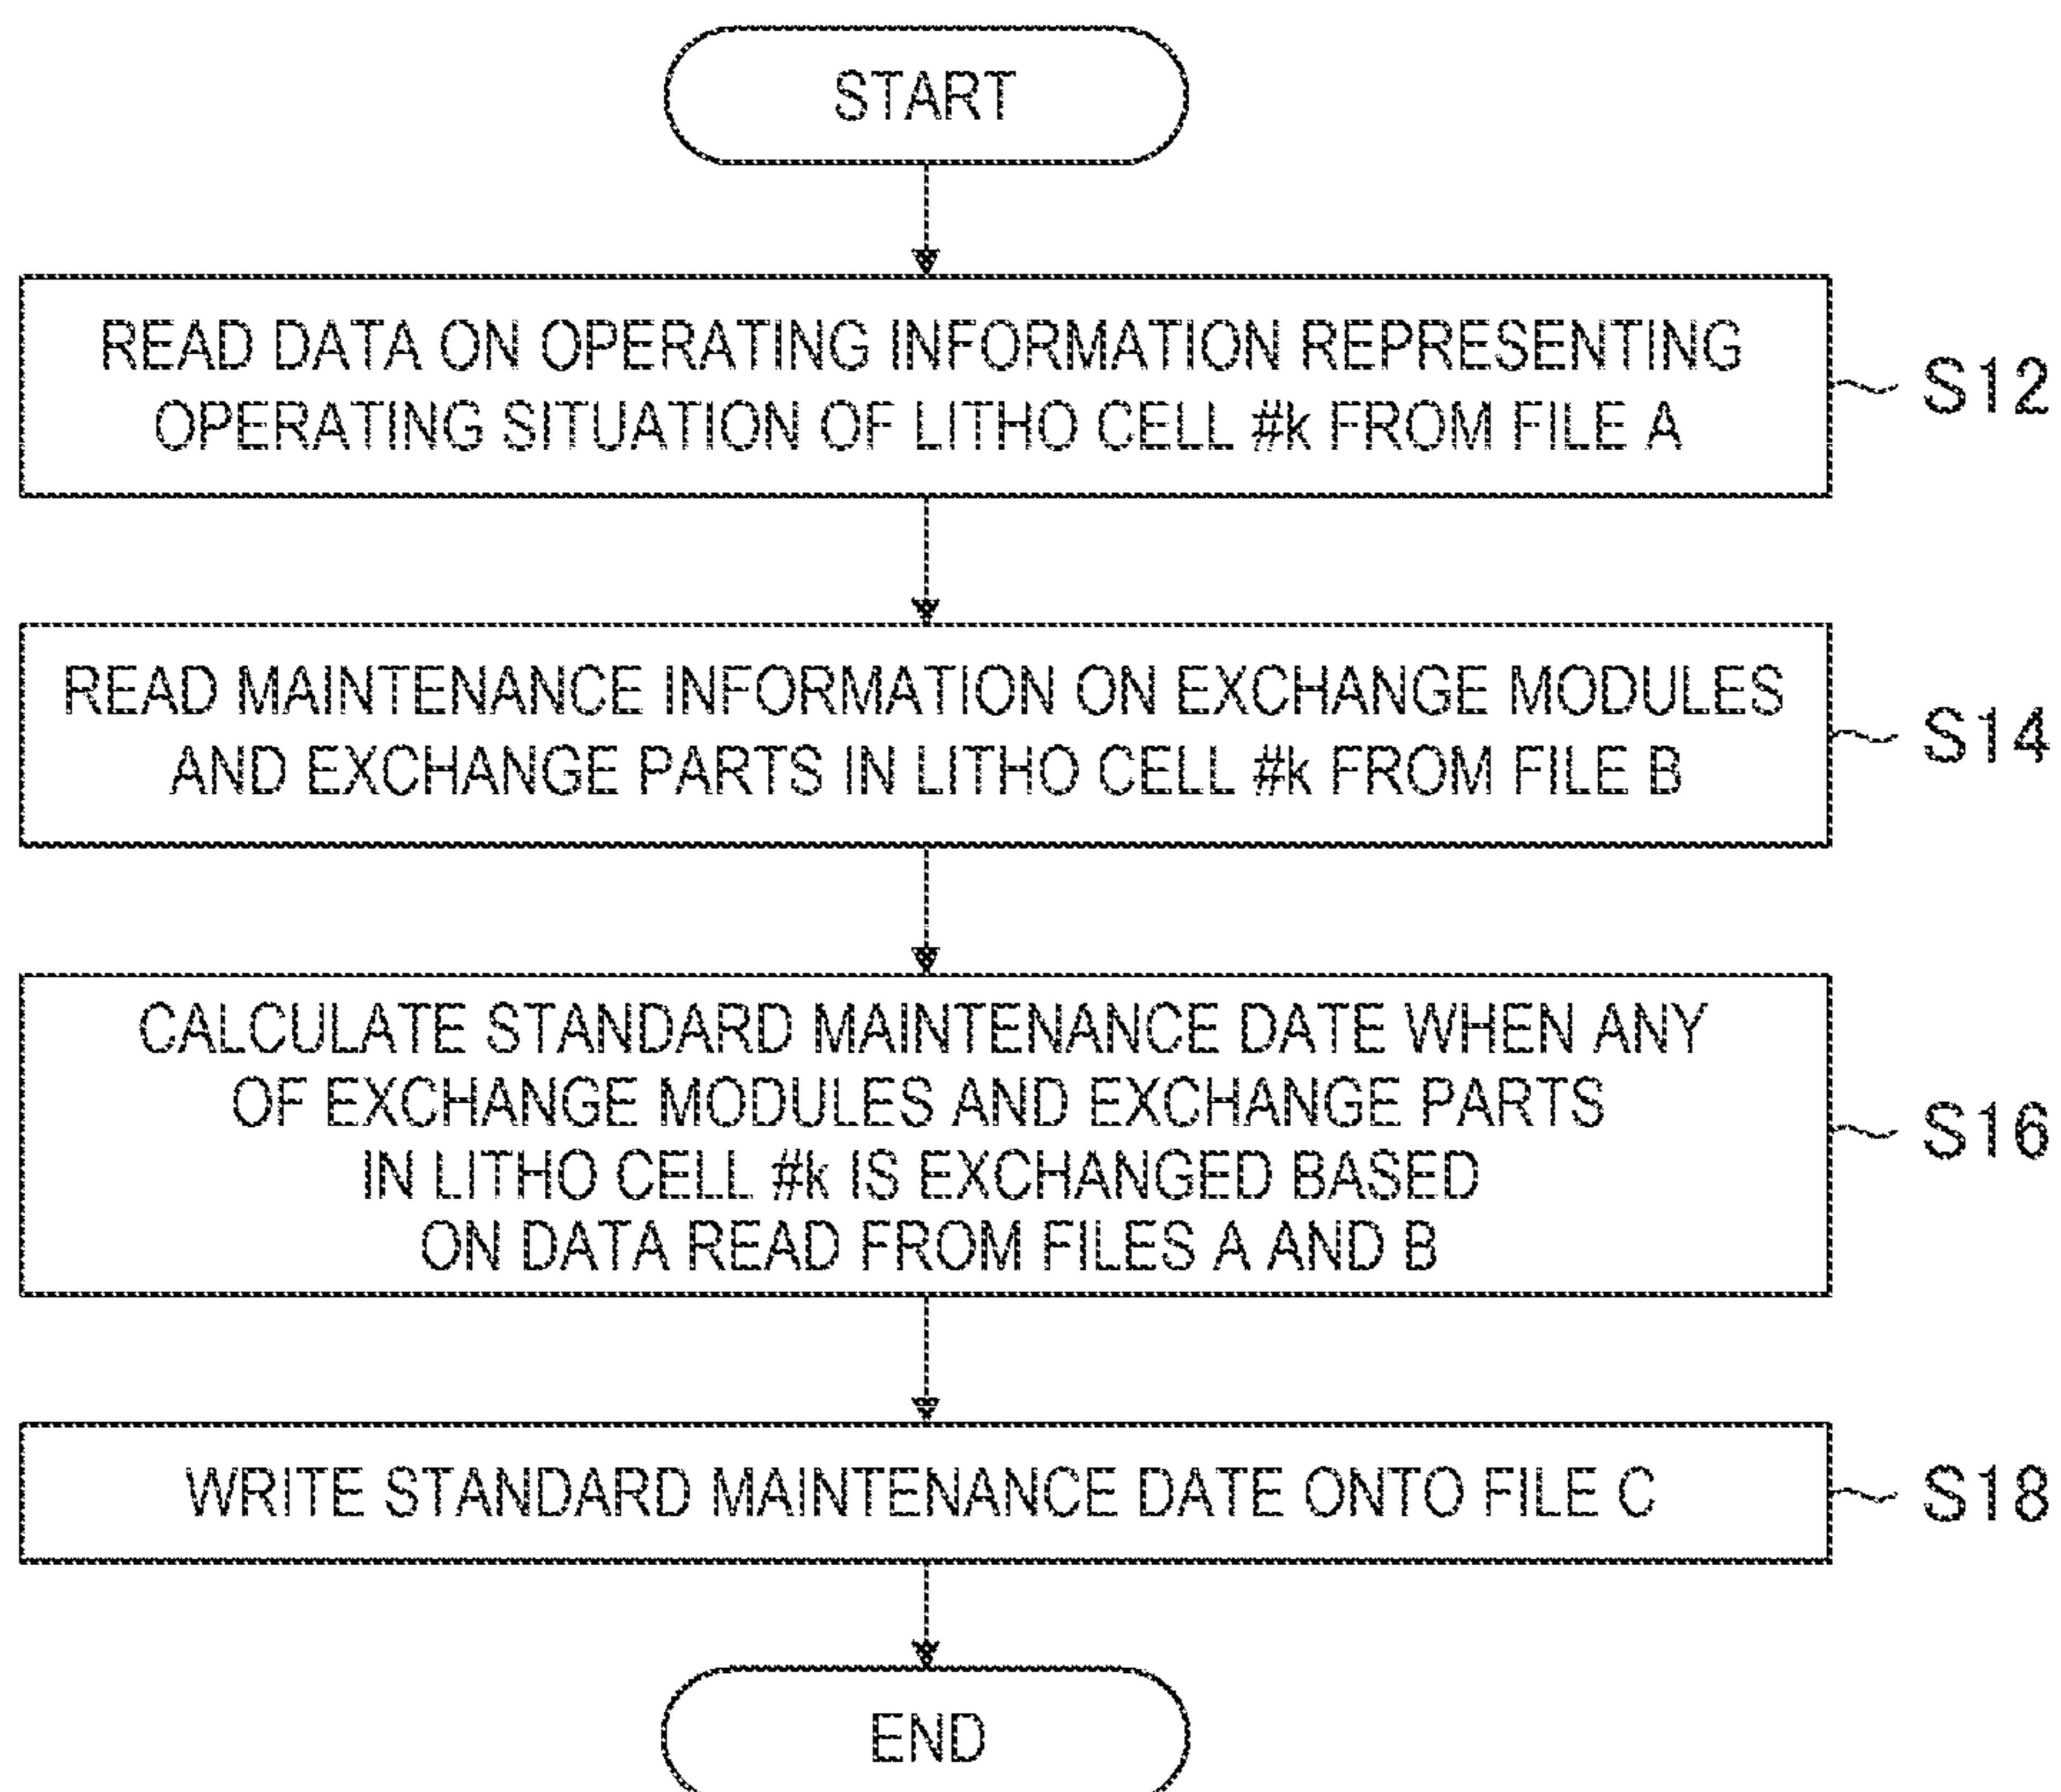 START
READ DATA ON OPERATING INFORMATION REPRESENTING
OPERATING SITUATION OF LITHO CELL #k FROM FILE A
S12
READ MAINTENANCE INFORMATION ON EXCHANGE MODULES
AND EXCHANGE PARTS IN LITHO CELL #k FROM FILE B
S14
CALCULATE STANDARD MAINTENANCE DATE WHEN ANY
OF EXCHANGE MODULES AND EXCHANGE PARTS
IN LITHO CELL #k IS EXCHANGED BASED
ON DATA READ FROM FILES A AND B
S16
WRITE STANDARD MAINTENANCE DATE ONTO FILE C
S18
END